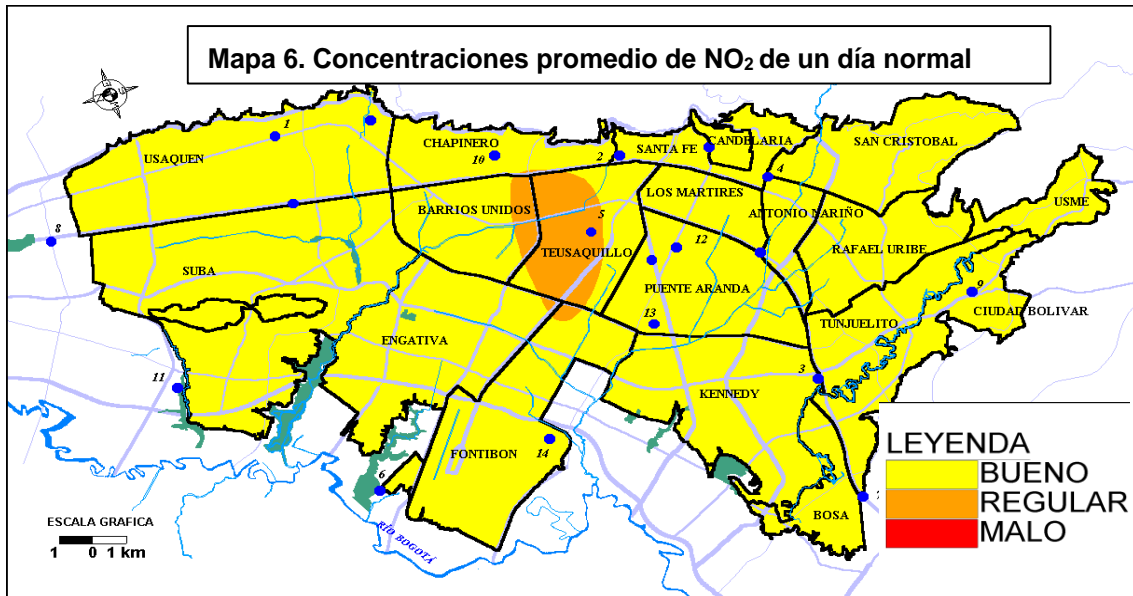 Mapa 6. Concentraciones promedio de NO₂ de un día normal
1
USAQUEN
CHAPINERO
10
2
SANTA FE
CANDELARIA
SAN CRISTOBAL
4
LOS MARTIRES
USME
BARRIOS UNIDOS
5
ANTONIO NARIÑO
8
12
TEUSAQUILLO
RAFAEL URIBE
SUBA
PUENTE ARANDA
9
CIUDAD BOLIVAR
13
TUNJUELITO
ENGATIVA
3
11
KENNEDY
LEYENDA
BUENO
REGULAR
MALO
14
FONTIBON
6
BOSA
RÍO BOGOTÁ
ESCALA GRAFICA
1 0 1 km